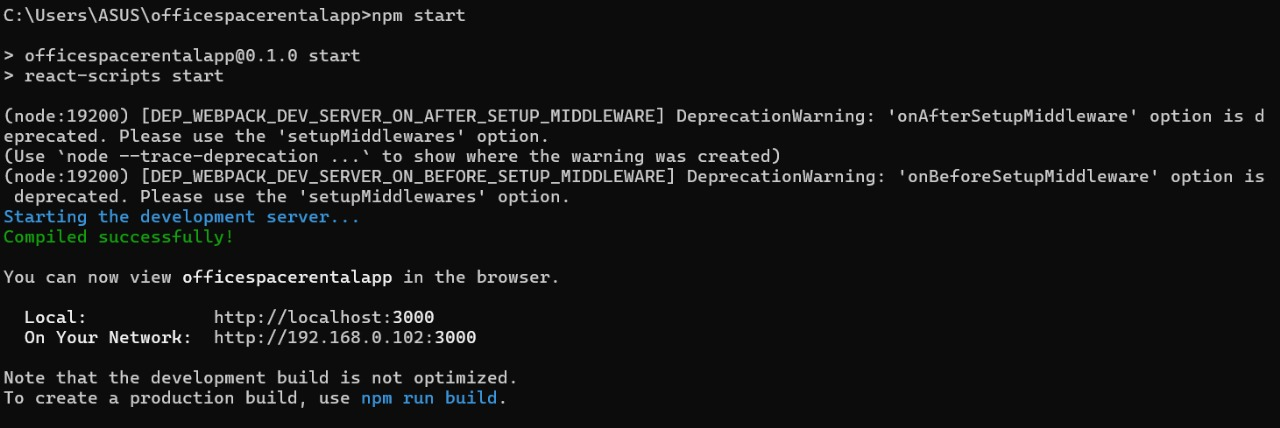 C:\Users\ASUS\officespacerentalapp>npm start
> officespacerentalapp@0.1.0 start
> react-scripts start
(node:19200) [DEP_WEBPACK_DEV_SERVER_ON_AFTER_SETUP_MIDDLEWARE] DeprecationWarning: 'onAfterSetupMiddleware' option is d
eprecated. Please use the 'setupMiddlewares' option.
(Use `node --trace-deprecation ...` to show where the warning was created)
(node:19200) [DEP_WEBPACK_DEV_SERVER_ON_BEFORE_SETUP_MIDDLEWARE] DeprecationWarning: 'onBeforeSetupMiddleware' option is
 deprecated. Please use the 'setupMiddlewares' option.
Starting the development server...
Compiled successfully!
You can now view officespacerentalapp in the browser.
  Local:            http://localhost:3000
  On Your Network:  http://192.168.0.102:3000
Note that the development build is not optimized.
To create a production build, use npm run build.